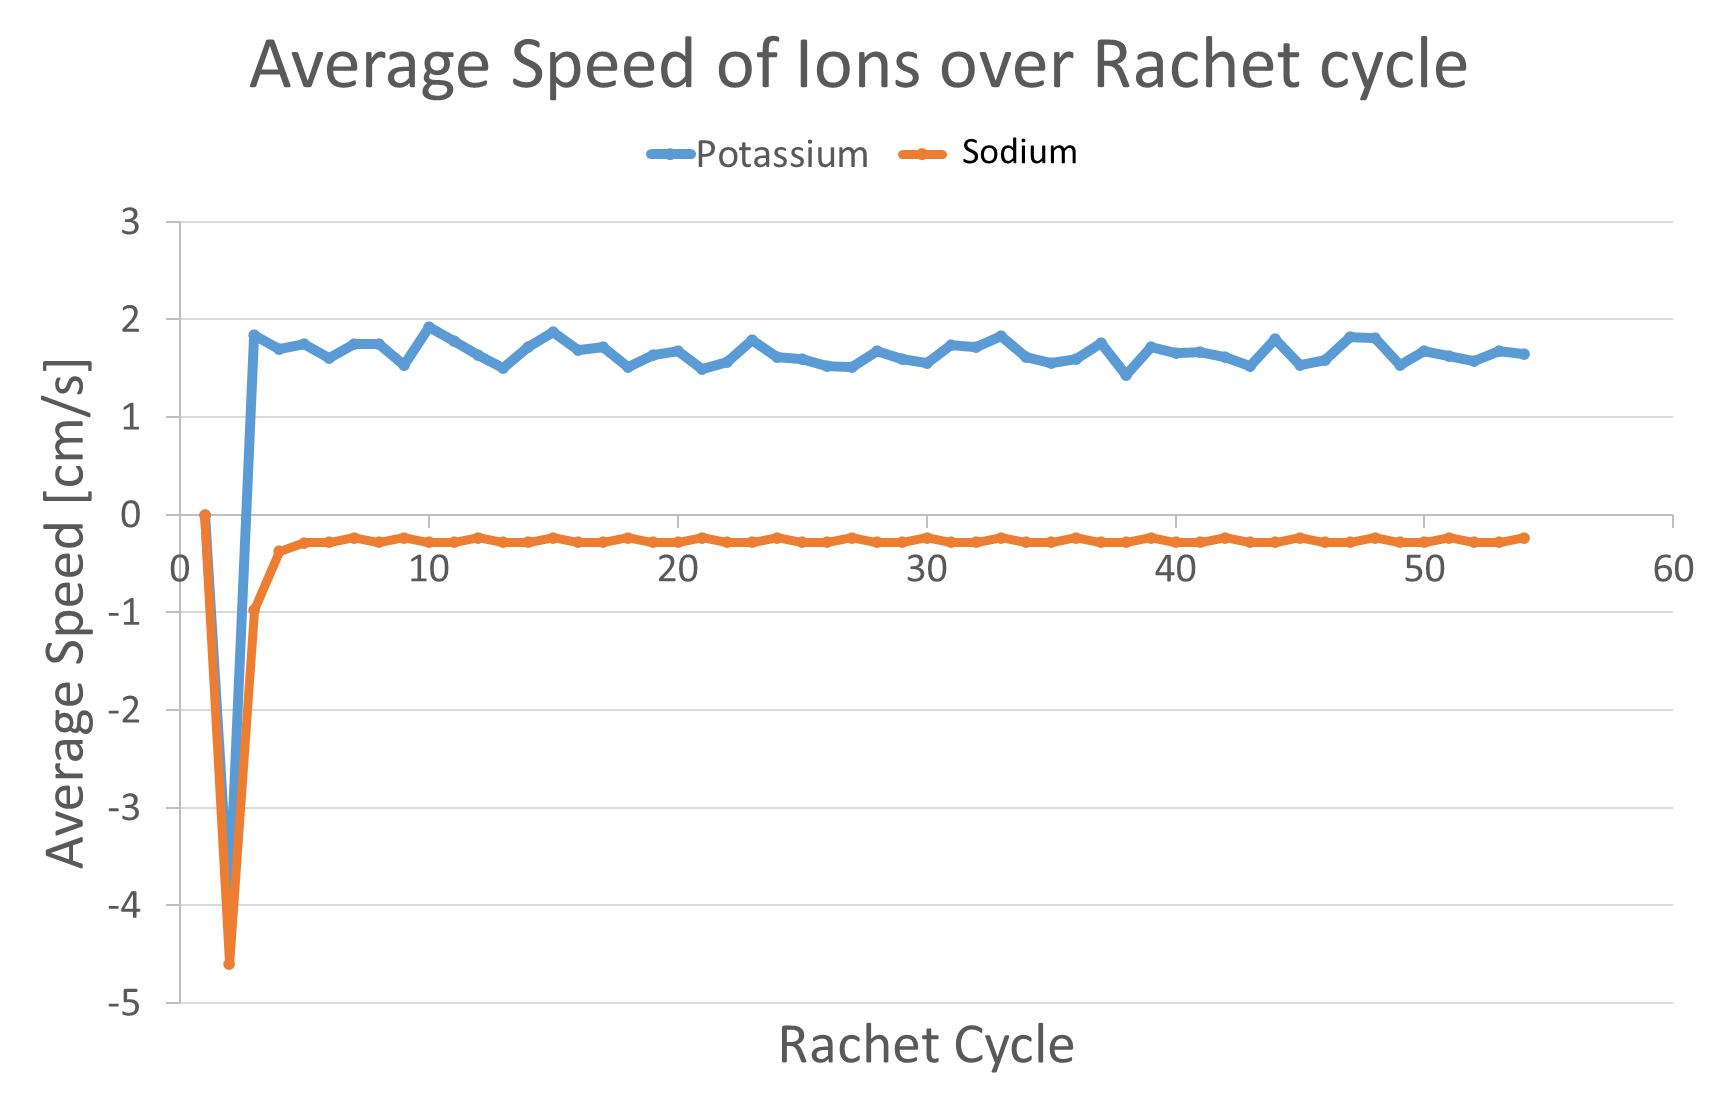 Average Speed of Ions over Rachet cycle
Potassium Sodium
3
2
1
0
-1
-2
-3
-4
-5
0 10 20 30 40 50 60
Average Speed [cm/s]
Rachet Cycle